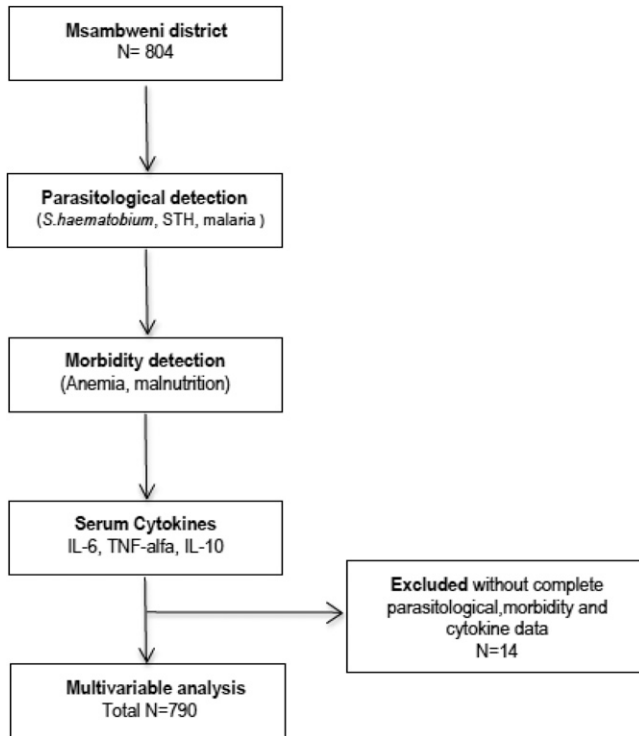 Msambweni district
N= 804
Parasitological detection
(S.haematobium, STH, malaria )
Morbidity detection
(Anemia, malnutrition)
Serum Cytokines
IL-6, TNF-alfa, IL-10
Excluded without complete
parasitological,morbidity and
cytokine data
N=14
Multivariable analysis
Total N=790